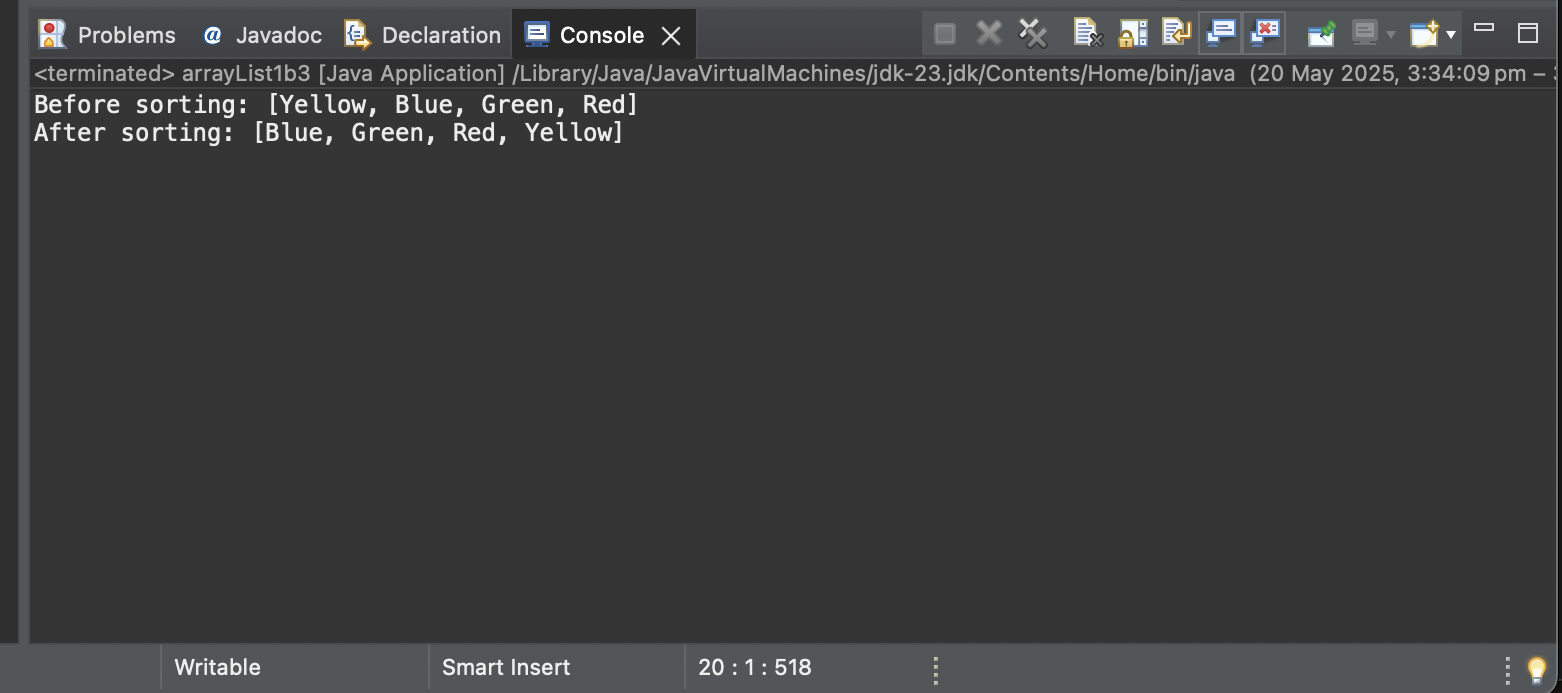 Problems Javadoc Declaration Console
<terminated> arrayList1b3 [Java Application] /Library/Java/JavaVirtualMachines/jdk-23.jdk/Contents/Home/bin/java (20 May 2025, 3:34:09 pm –
Before sorting: [Yellow, Blue, Green, Red]
After sorting: [Blue, Green, Red, Yellow]
Writable Smart Insert 20 : 1 : 518